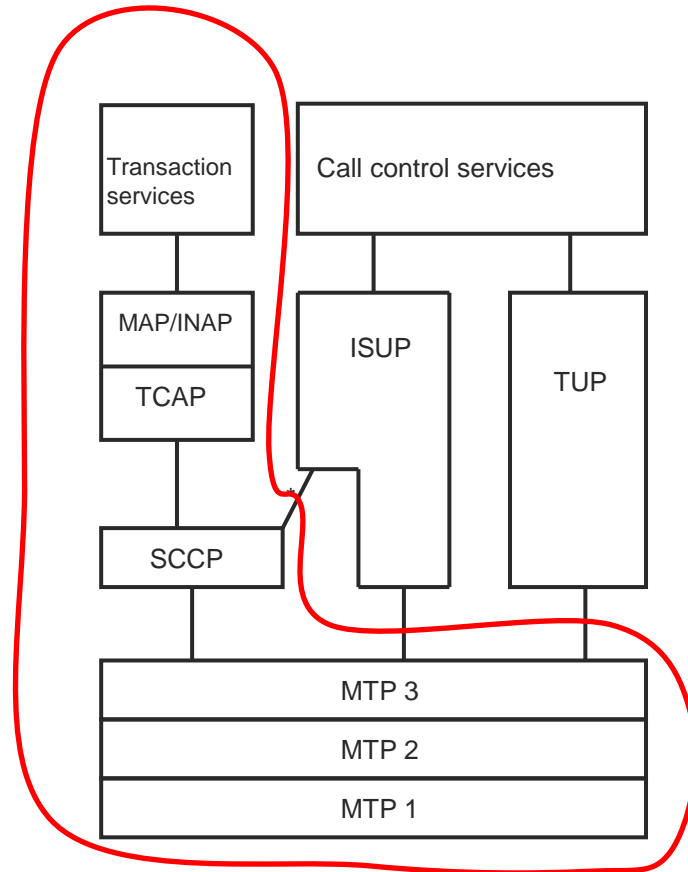 Transaction
services
Call control services
MAP/INAP
TCAP
ISUP
TUP
*
SCCP
MTP 3
MTP 2
MTP 1